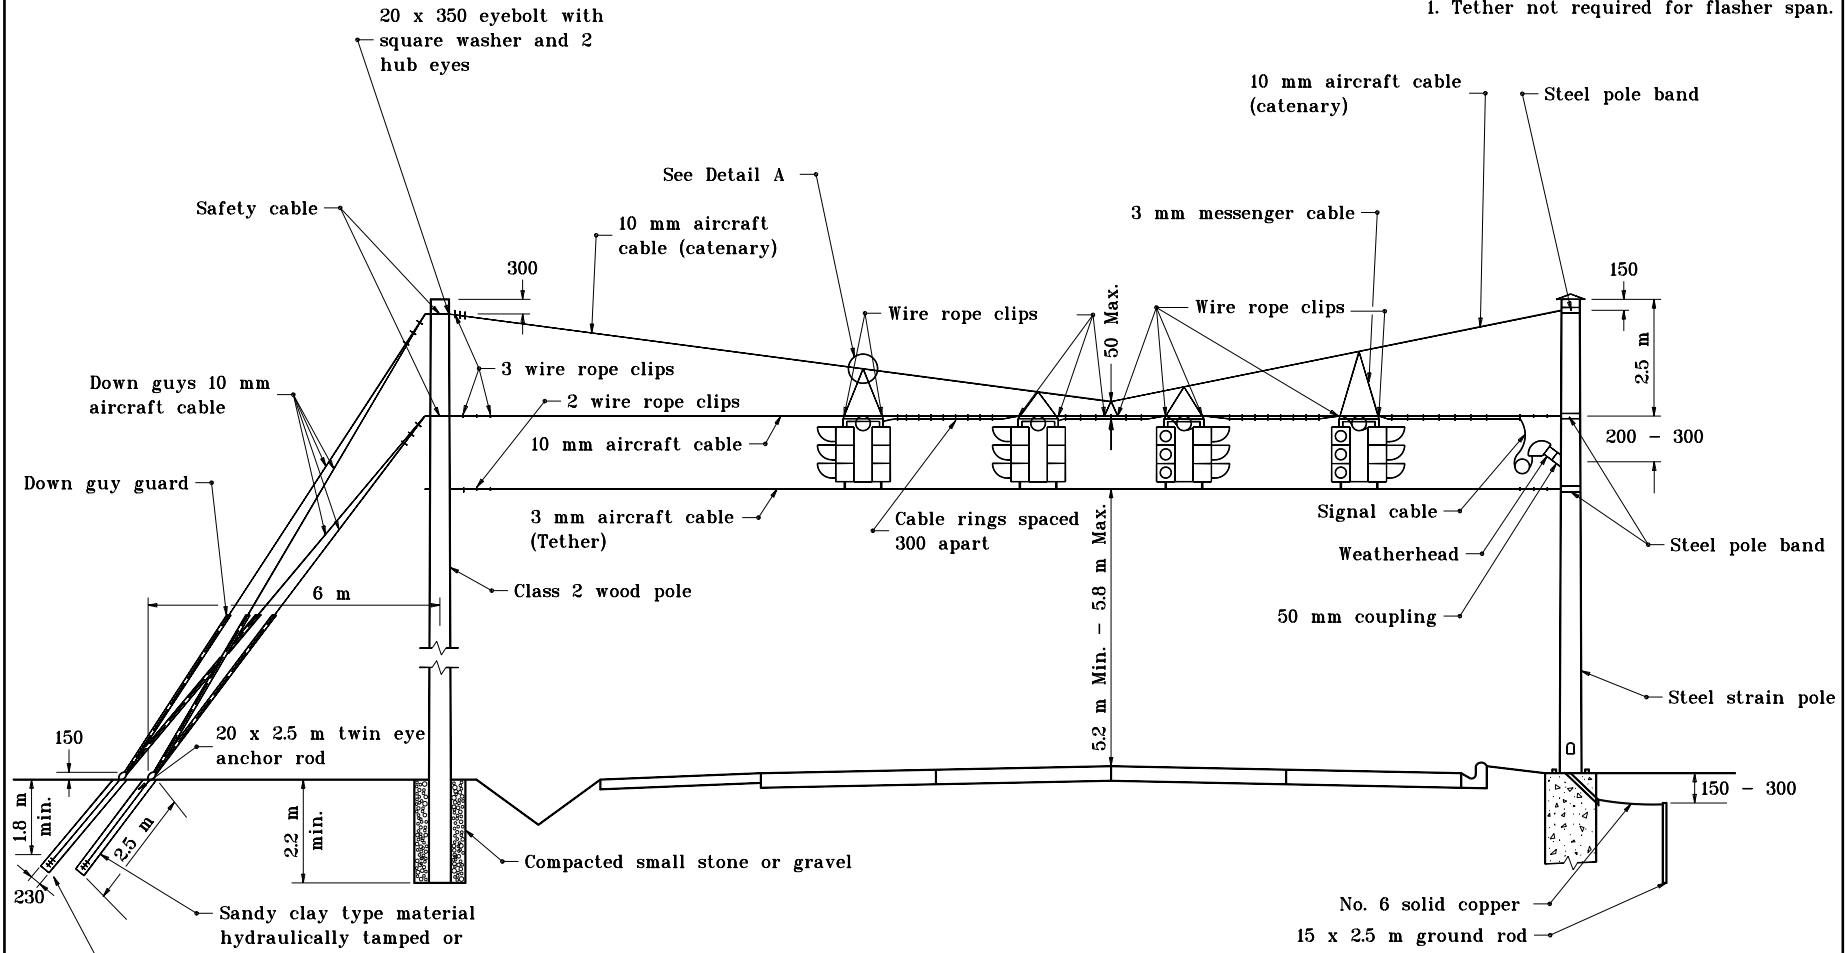 20 x 350 eyebolt with
square washer and 2
hub eyes
1. Tether not required for flasher span.
10 mm aircraft cable
(catenary)
Steel pole band
See Detail A
Safety cable
10 mm aircraft
cable (catenary)
3 mm messenger cable
300
150
Wire rope clips
50 Max.
Wire rope clips
2.5 m
3 wire rope clips
Down guys 10 mm
aircraft cable
2 wire rope clips
10 mm aircraft cable
200 - 300
Down guy guard
3 mm aircraft cable
(Tether)
Cable rings spaced
300 apart
Signal cable
Weatherhead
Steel pole band
Class 2 wood pole
6 m
50 mm coupling
5.2 m Min. - 5.8 m Max.
Steel strain pole
150
20 x 2.5 m twin eye
anchor rod
1.8 m
min.
2.5 m
2.2 m
min.
150 - 300
Compacted small stone or gravel
230
Sandy clay type material
hydraulically tamped or
No. 6 solid copper
15 x 2.5 m ground rod